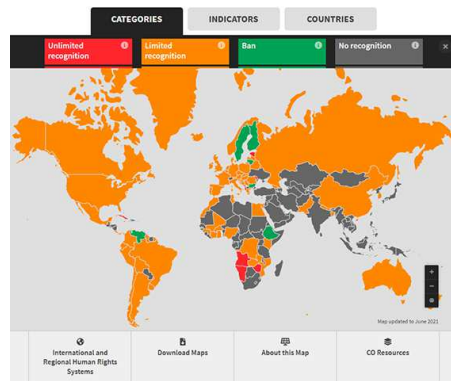 CATEGORIES
INDICATORS
COUNTRIES
Unlimited
recognition
Limited
recognition
Ban
No recognition
Map updated to June 2021
International and
Regional Human Rights
Systems
Download Maps
About this Map
CO Resources